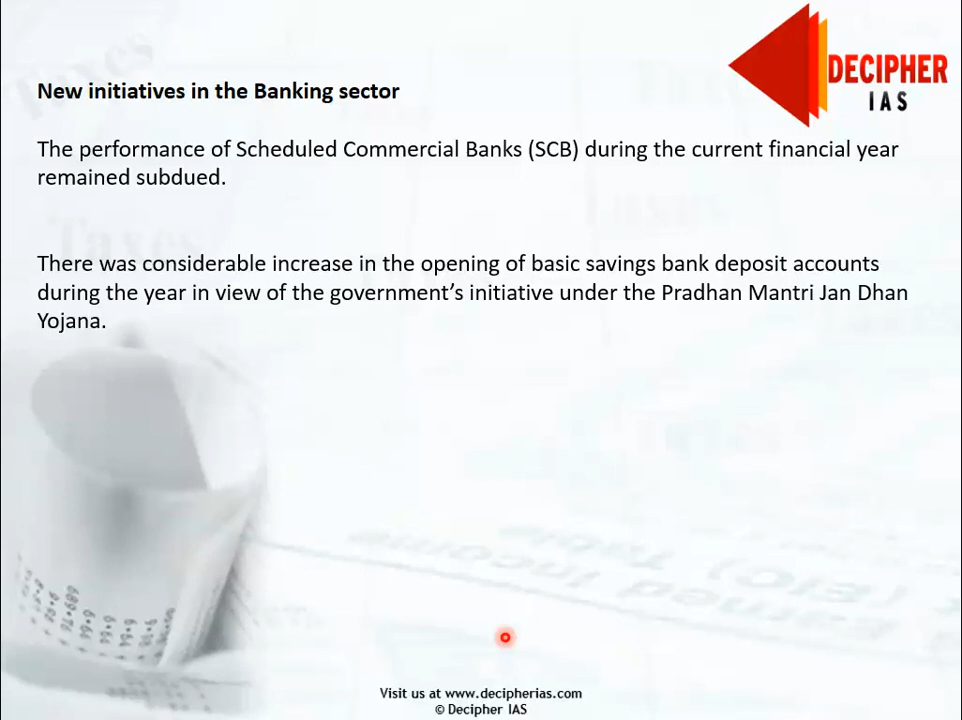 DECIPHER
IAS
New initiatives in the Banking sector
The performance of Scheduled Commercial Banks (SCB) during the current financial year
remained subdued.
There was considerable increase in the opening of basic savings bank deposit accounts
during the year in view of the government's initiative under the Pradhan Mantri Jan Dhan
Yojana.
Visit us at www.decipherias.com
© Decipher IAS